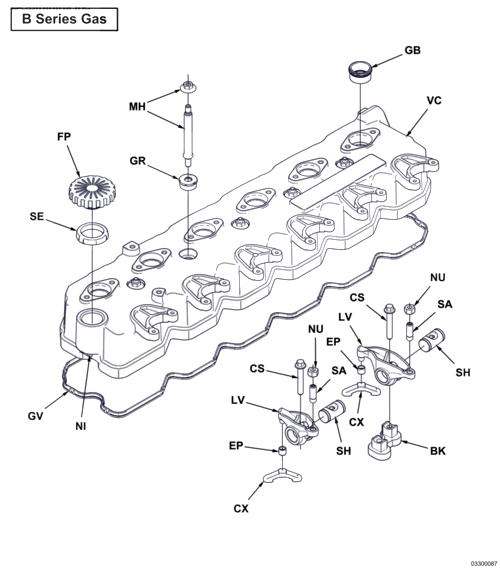 B Series Gas
GB
MH
VC
FP
GR
SE
NU
CS
SA
LV
NU
EP
CS
SH
SA
GV
LV
CX
NI
EP
SH
BK
CX
03300087